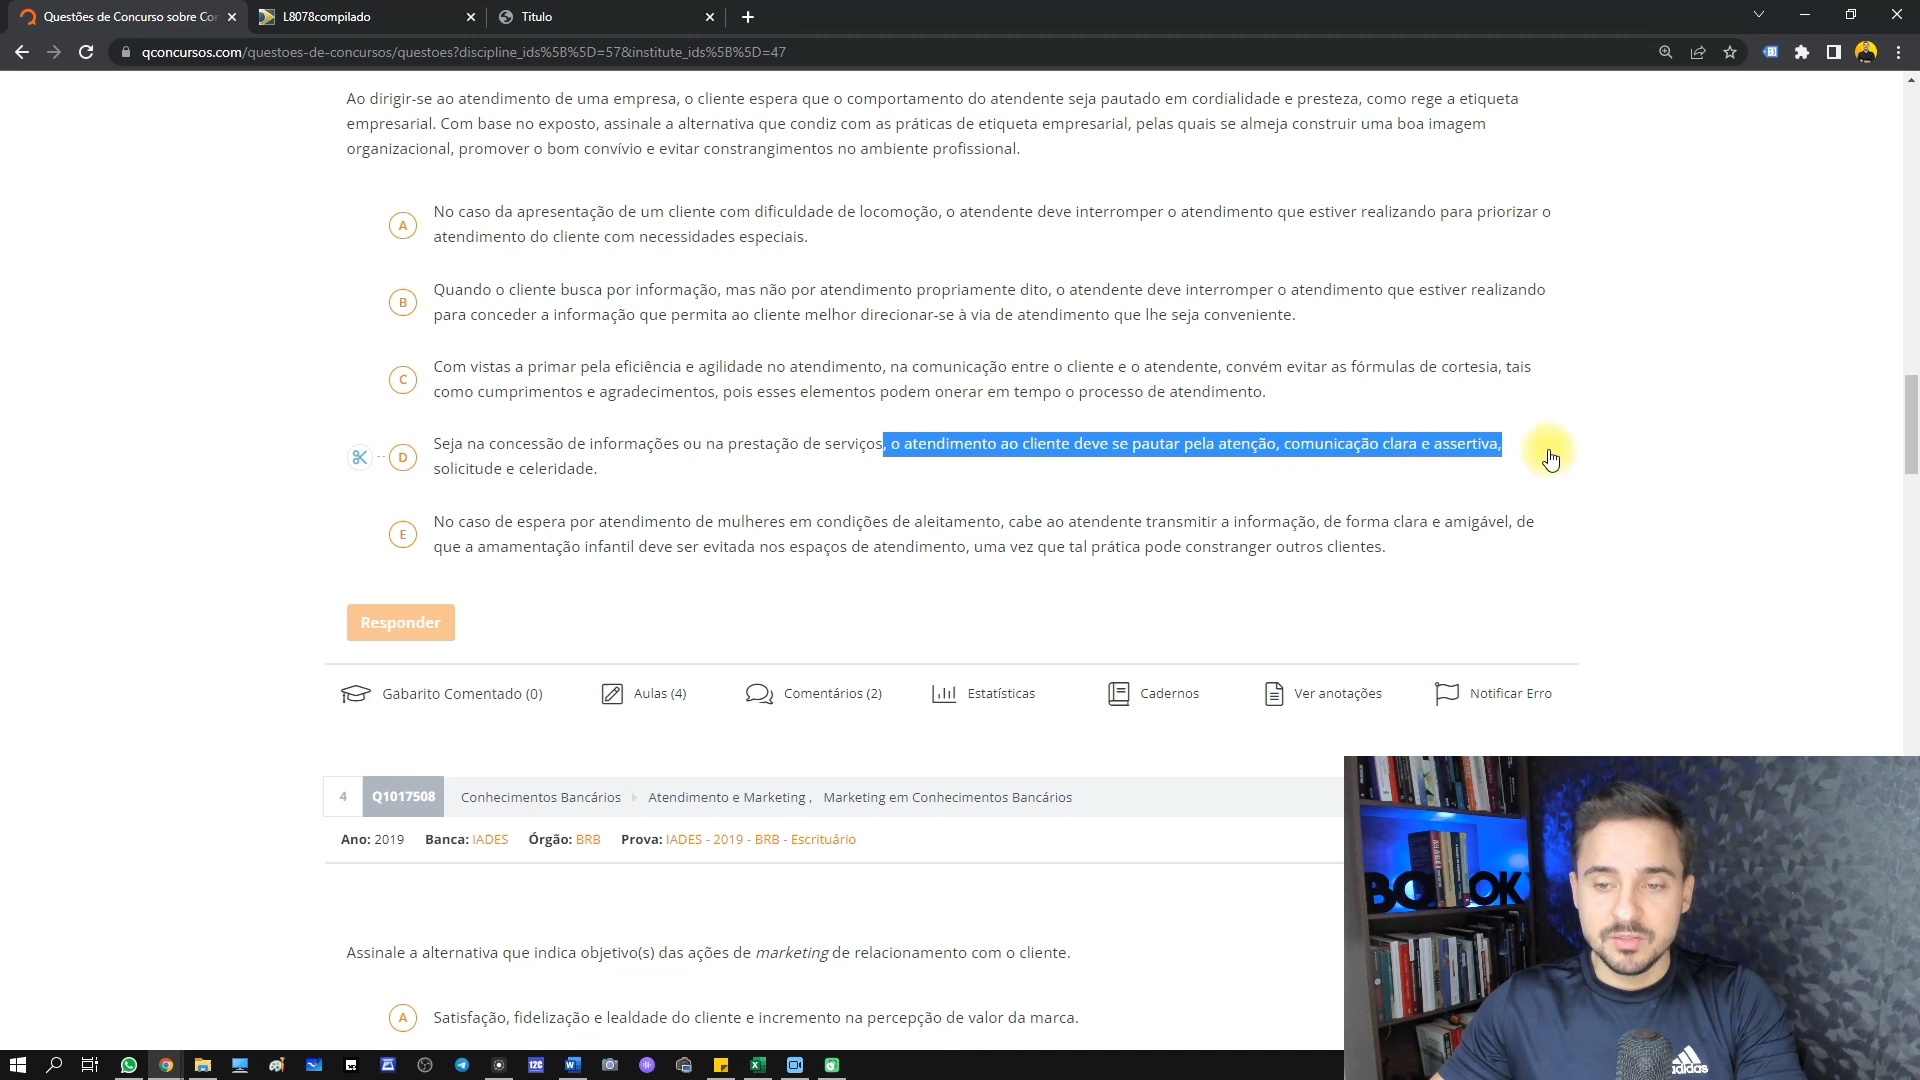 Questões de Concurso sobre Co
L8078compilado
Titulo
qconcursos.com/questoes-de-concursos/questoes?discipline_ids%5B%5D=57&institute_ids%5B%5D=47
Ao dirigir-se ao atendimento de uma empresa, o cliente espera que o comportamento do atendente seja pautado em cordialidade e presteza, como rege a etiqueta
empresarial. Com base no exposto, assinale a alternativa que condiz com as práticas de etiqueta empresarial, pelas quais se almeja construir uma boa imagem
organizacional, promover o bom convívio e evitar constrangimentos no ambiente profissional.
A
No caso da apresentação de um cliente com dificuldade de locomoção, o atendente deve interromper o atendimento que estiver realizando para priorizar o
atendimento do cliente com necessidades especiais.
B
Quando o cliente busca por informação, mas não por atendimento propriamente dito, o atendente deve interromper o atendimento que estiver realizando
para conceder a informação que permita ao cliente melhor direcionar-se à via de atendimento que lhe seja conveniente.
C
Com vistas a primar pela eficiência e agilidade no atendimento, na comunicação entre o cliente e o atendente, convém evitar as fórmulas de cortesia, tais
como cumprimentos e agradecimentos, pois esses elementos podem onerar em tempo o processo de atendimento.
D
Seja na concessão de informações ou na prestação de serviços, o atendimento ao cliente deve se pautar pela atenção, comunicação clara e assertiva,
solicitude e celeridade.
E
No caso de espera por atendimento de mulheres em condições de aleitamento, cabe ao atendente transmitir a informação, de forma clara e amigável, de
que a amamentação infantil deve ser evitada nos espaços de atendimento, uma vez que tal prática pode constranger outros clientes.
Responder
Gabarito Comentado (0) Aulas (4) Comentários (2) Estatísticas Cadernos Ver anotações Notificar Erro
4 Q1017508 Conhecimentos Bancários Atendimento e Marketing , Marketing em Conhecimentos Bancários
Ano: 2019 Banca: IADES Órgão: BRB Prova: IADES - 2019 - BRB - Escrituário
Assinale a alternativa que indica objetivo(s) das ações de marketing de relacionamento com o cliente.
A
Satisfação, fidelização e lealdade do cliente e incremento na percepção de valor da marca.
BOOK
adidas
12C